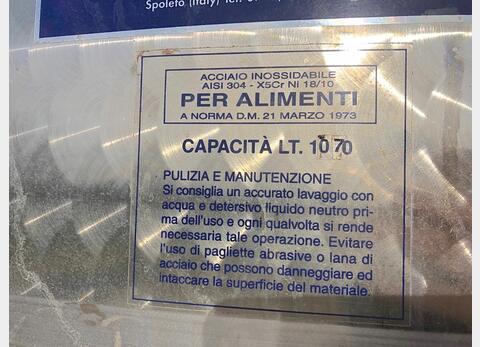 Spoleto (Italy) Tel.
ACCIAIO INOSSIDABILE
AISI 304 - X5Cr Ni 18/10
PER ALIMENTI
A NORMA D.M. 21 MARZO 1973
CAPACITÀ LT. 1070
PULIZIA E MANUTENZIONE
Si consiglia un accurato lavaggio con
acqua e detersivo liquido neutro pri-
ma dell'uso e ogni qualvolta si rende
necessaria tale operazione. Evitare
l'uso di pagliette abrasive o lana di
acciaio che possono danneggiare ed
intaccare la superficie del materiale.